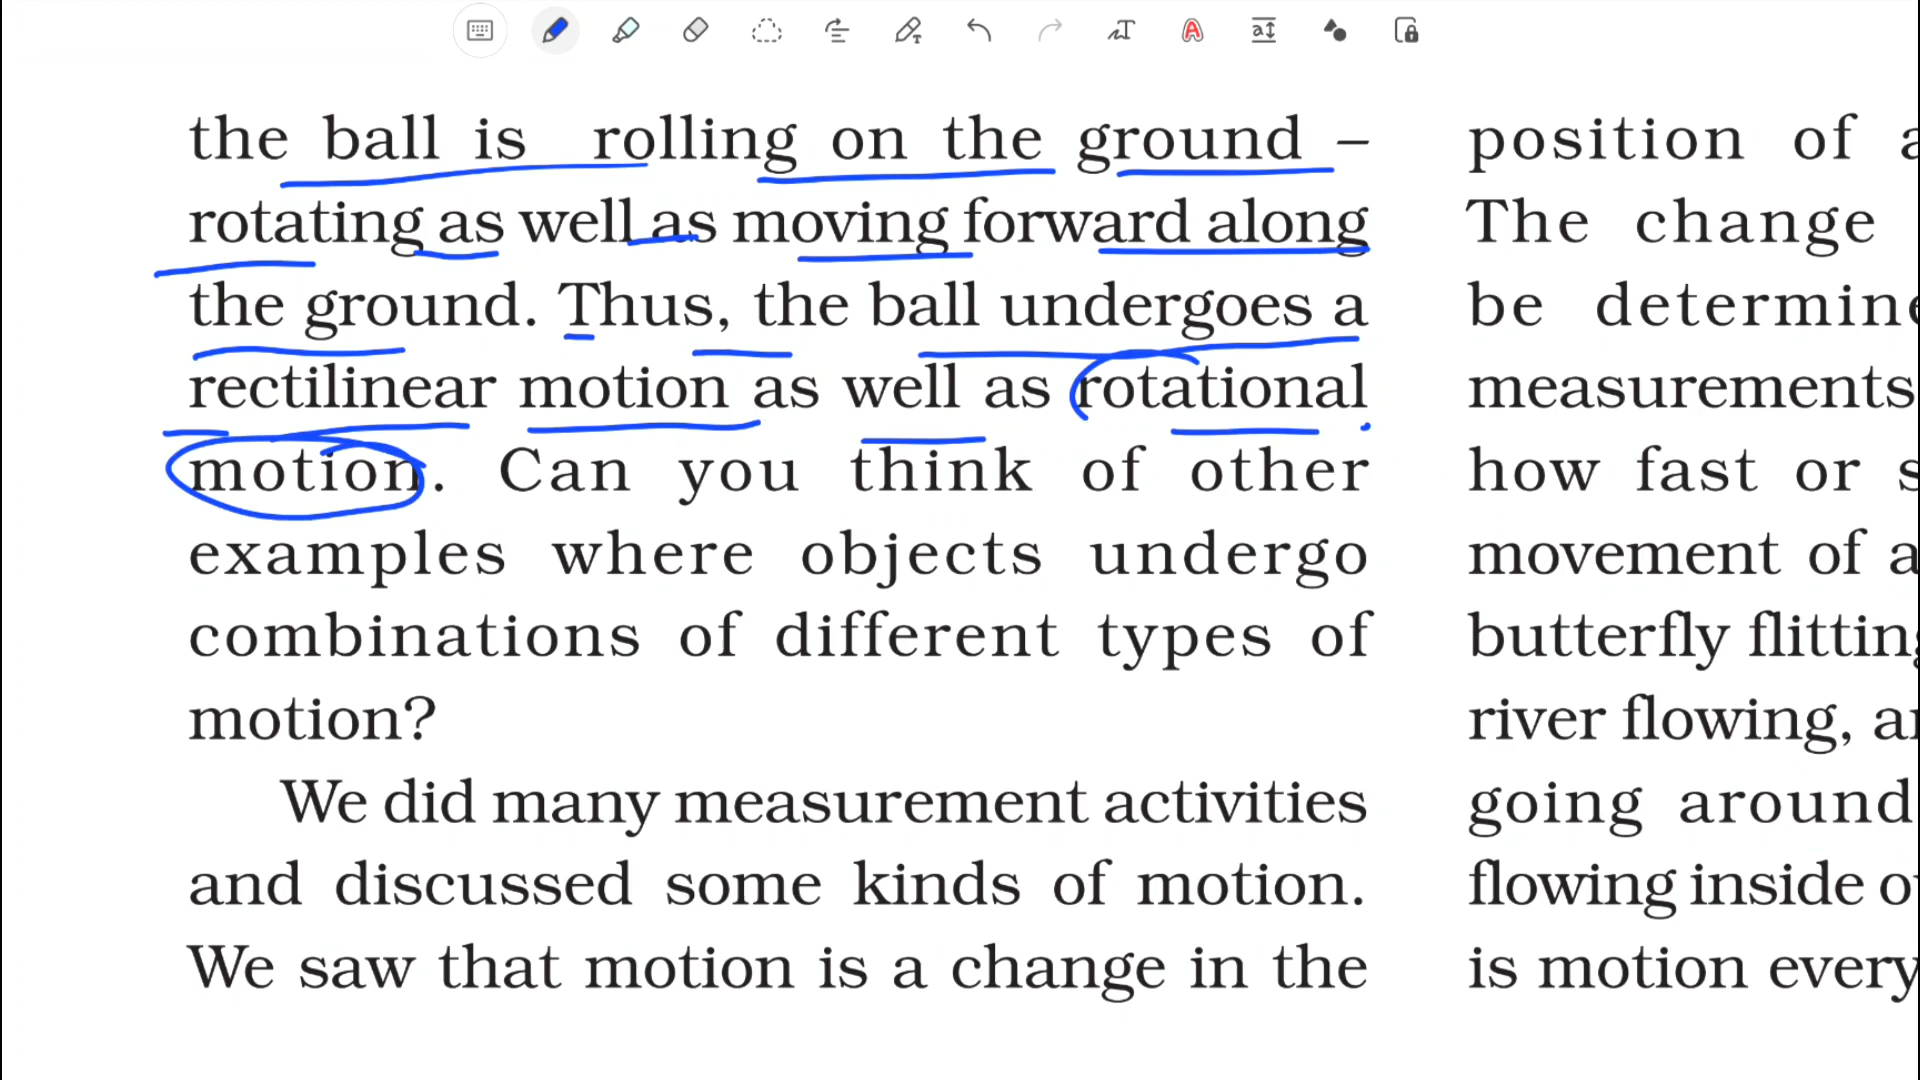 the ball is rolling on the ground –
rotating as well as moving forward along
the ground. Thus, the ball undergoes a
rectilinear motion as well as rotational
motion. Can you think of other
examples where objects undergo
combinations of different types of
motion?
We did many measurement activities
and discussed some kinds of motion.
We saw that motion is a change in the
position of a
The change
be
measurements
how fast or
movement of a
butterfly
river flowing,
going around
flowing inside
is motion every